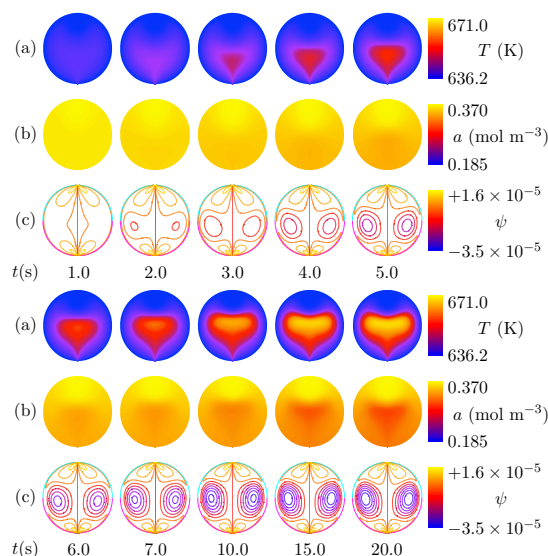 671.0
(a) T (K)
636.2
0.370
(b) a (mol m⁻³)
0.185
+1.6 × 10⁻⁵
(c) ψ
−3.5 × 10⁻⁵
t(s) 1.0 2.0 3.0 4.0 5.0
671.0
(a) T (K)
636.2
0.370
(b) a (mol m⁻³)
0.185
+1.6 × 10⁻⁵
(c) ψ
−3.5 × 10⁻⁵
t(s) 6.0 7.0 10.0 15.0 20.0